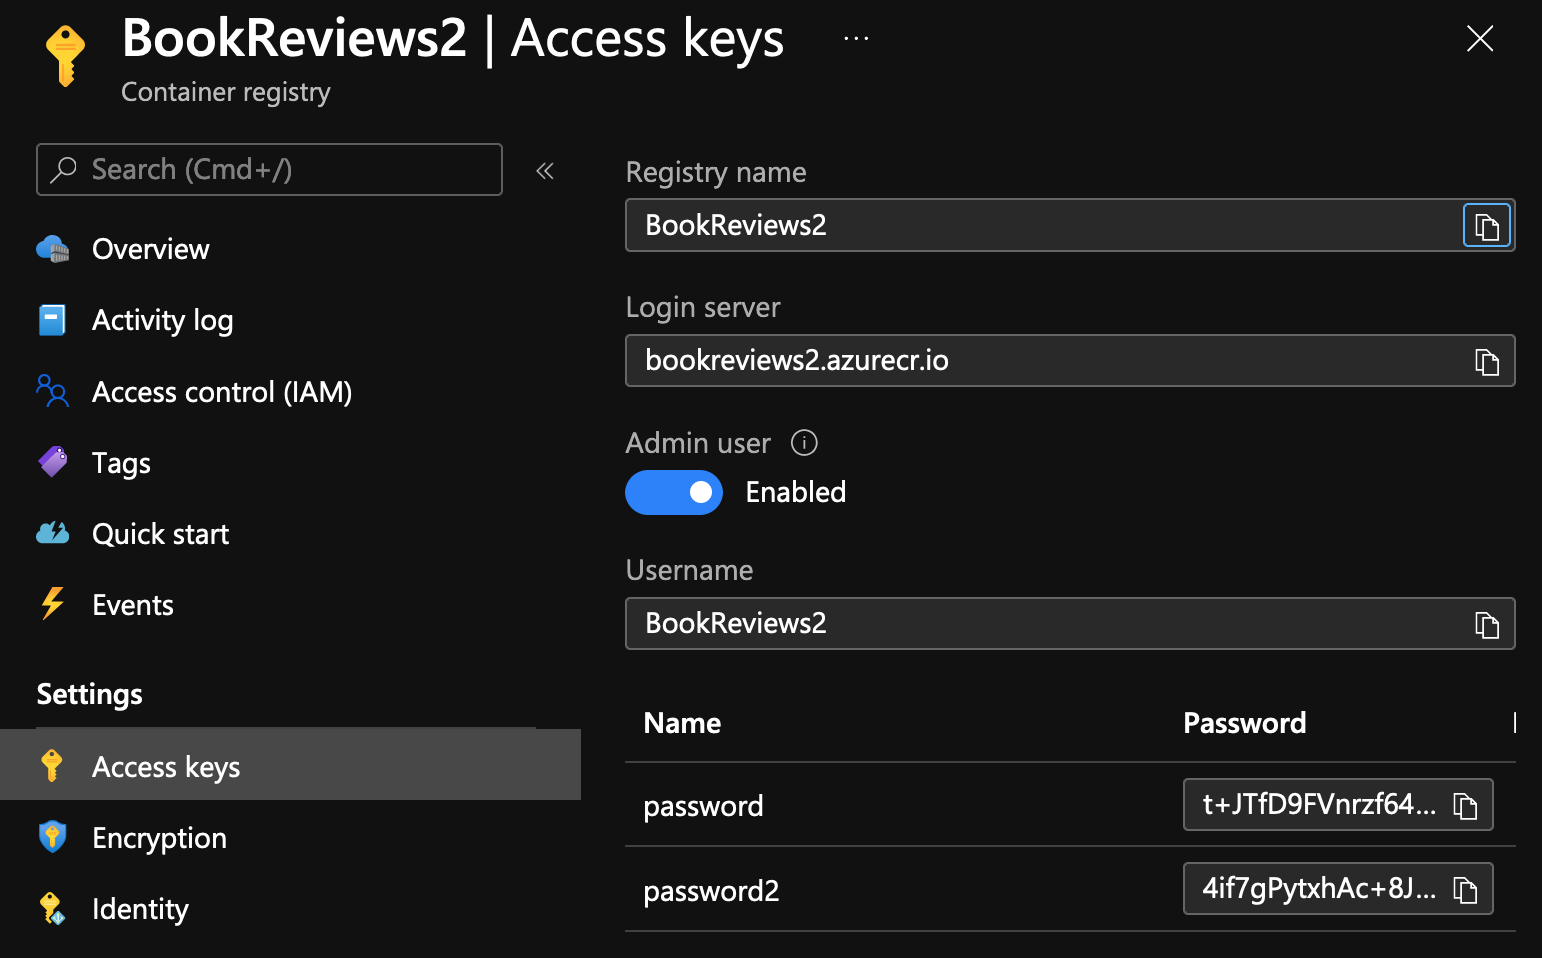 BookReviews2 | Access keys ...
Container registry
Search (Cmd+/)
«
Overview
Activity log
Access control (IAM)
Tags
Quick start
Events
Settings
Access keys
Encryption
Identity
Registry name
BookReviews2
Login server
bookreviews2.azurecr.io
Admin user
Enabled
Username
BookReviews2
Name Password
password t+JTfD9FVnrzf64...
password2 4if7gPytxhAc+8J...